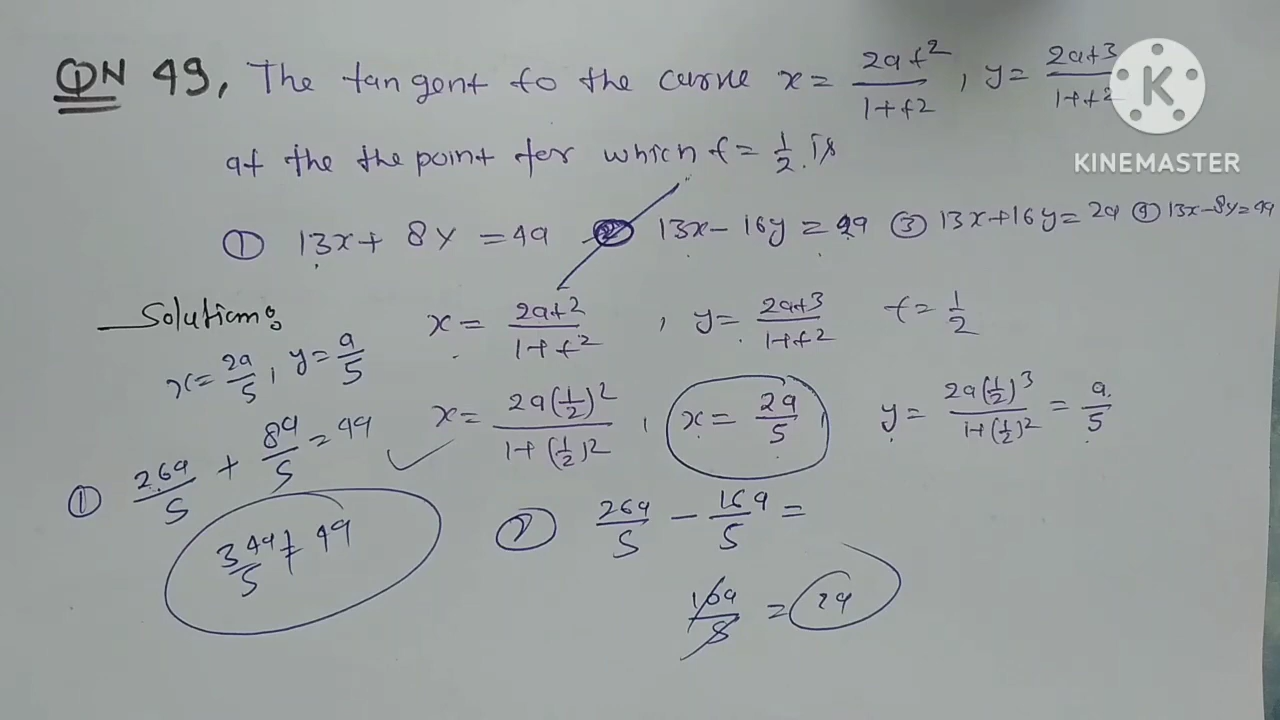 QN 49, The tangent to the curve x = 2at²/1+t², y = 2at3/1+t²
at the the point for which t = 1/2 is
① 13x + 8y = 4a ② 13x - 16y = 2a ③ 13x + 16y = 2a ④ 13x - 8y = 4a
Solution:
x = 2at2/1+t², y = 2at3/1+t2 t = 1/2
x = 2a/5, y = a/5
x = 2a(1/2)²/1+(1/2)2, x = 2a/5 y = 2a(1/2)3/1+(1/2)2 = a/5
① 26a/5 + 8a/5 = 4a
34a/5 ≠ 4a
② 26a/5 - 16a/5 =
10a/5 = 2a
K
KINEMASTER